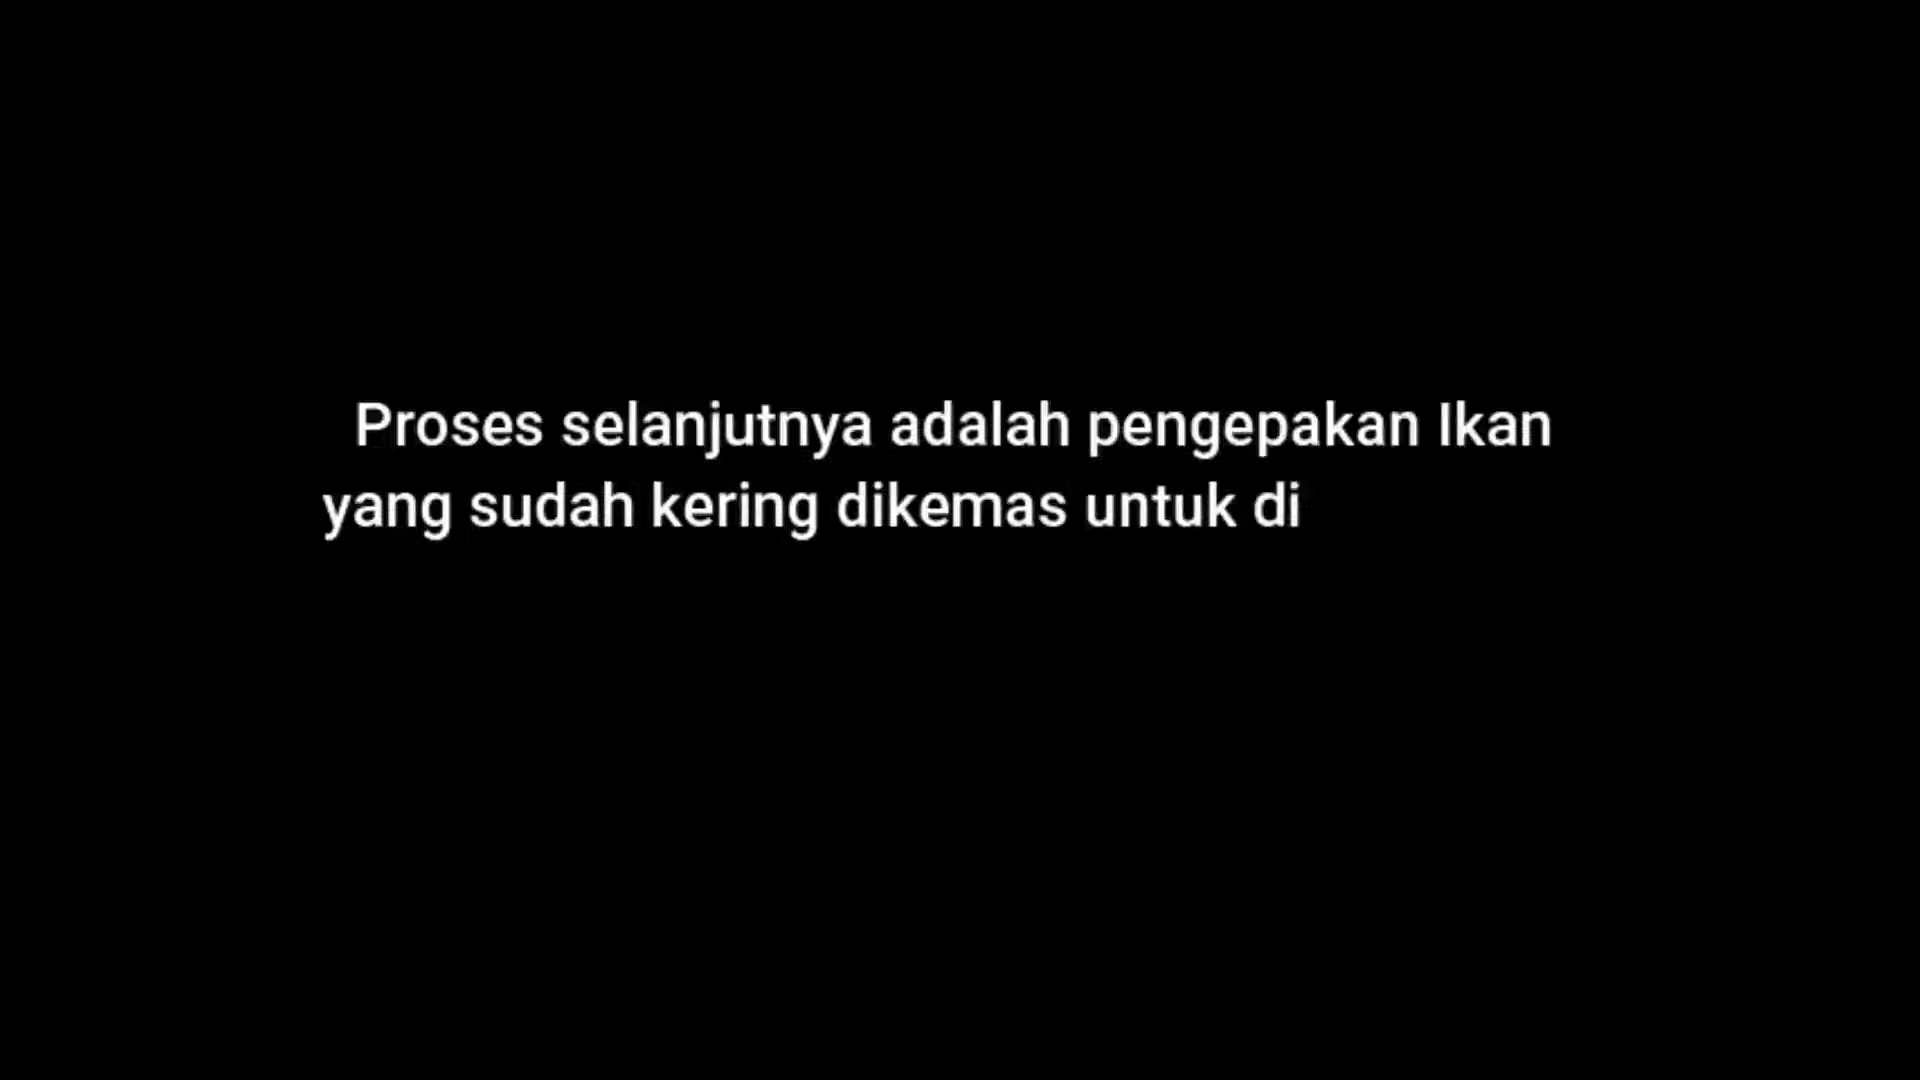 Proses selanjutnya adalah pengepakan Ikan
yang sudah kering dikemas untuk di